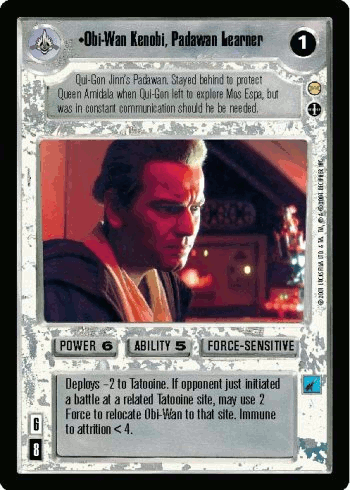 •Obi-Wan Kenobi, Padawan Learner
1
Qui-Gon Jinn's Padawan. Stayed behind to protect
Queen Amidala when Qui-Gon left to explore Mos Espa, but
was in constant communication should he be needed.
POWER 6
ABILITY 5
FORCE-SENSITIVE
Deploys -2 to Tatooine. If opponent just initiated
a battle at a related Tatooine site, may use 2
Force to relocate Obi-Wan to that site. Immune
to attrition < 4.
6
8